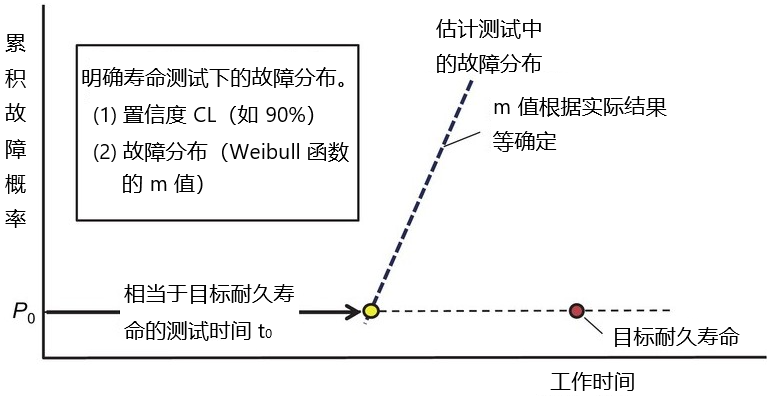 累积故障概率
明确寿命测试下的故障分布。
(1) 置信度 CL（如 90%）
(2) 故障分布（Weibull 函数
的 m 值）
估计测试中
的故障分布
m 值根据实际结果
等确定
P₀
相当于目标耐久寿
命的测试时间 t₀
目标耐久寿命
工作时间